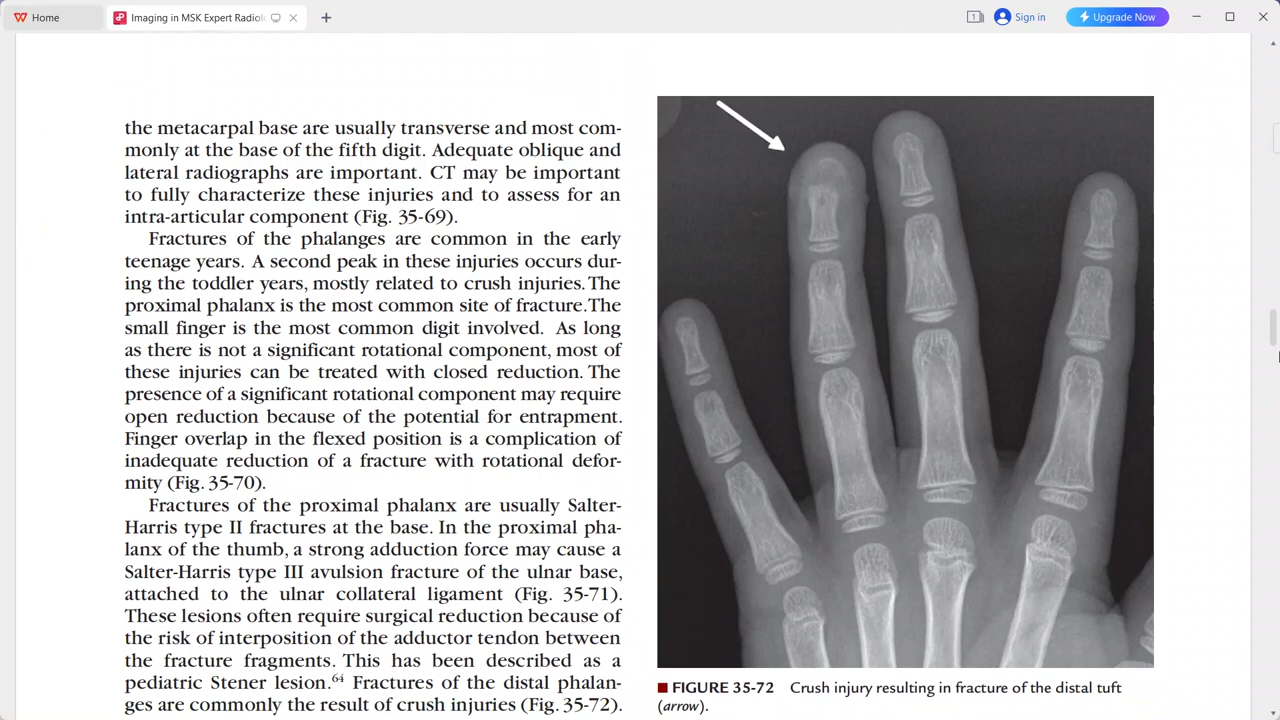 Home
Imaging in MSK Expert Radiol
1
Sign in
Upgrade Now
the metacarpal base are usually transverse and most com-
monly at the base of the fifth digit. Adequate oblique and
lateral radiographs are important. CT may be important
to fully characterize these injuries and to assess for an
intra-articular component (Fig. 35-69).
Fractures of the phalanges are common in the early
teenage years. A second peak in these injuries occurs dur-
ing the toddler years, mostly related to crush injuries. The
proximal phalanx is the most common site of fracture. The
small finger is the most common digit involved. As long
as there is not a significant rotational component, most of
these injuries can be treated with closed reduction. The
presence of a significant rotational component may require
open reduction because of the potential for entrapment.
Finger overlap in the flexed position is a complication of
inadequate reduction of a fracture with rotational defor-
mity (Fig. 35-70).
Fractures of the proximal phalanx are usually Salter-
Harris type II fractures at the base. In the proximal pha-
lanx of the thumb, a strong adduction force may cause a
Salter-Harris type III avulsion fracture of the ulnar base,
attached to the ulnar collateral ligament (Fig. 35-71).
These lesions often require surgical reduction because of
the risk of interposition of the adductor tendon between
the fracture fragments. This has been described as a
pediatric Stener lesion.64 Fractures of the distal phalan-
ges are commonly the result of crush injuries (Fig. 35-72).
■ FIGURE 35-72 Crush injury resulting in fracture of the distal tuft
(arrow).